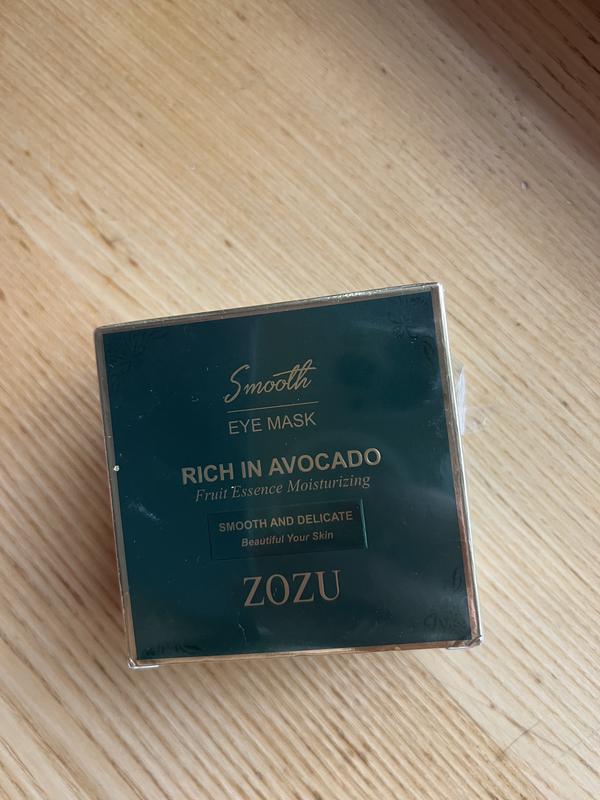 Smooth
EYE MASK
RICH IN AVOCADO
Fruit Essence Moisturizing
SMOOTH AND DELICATE
Beautiful Your Skin
ZOZU